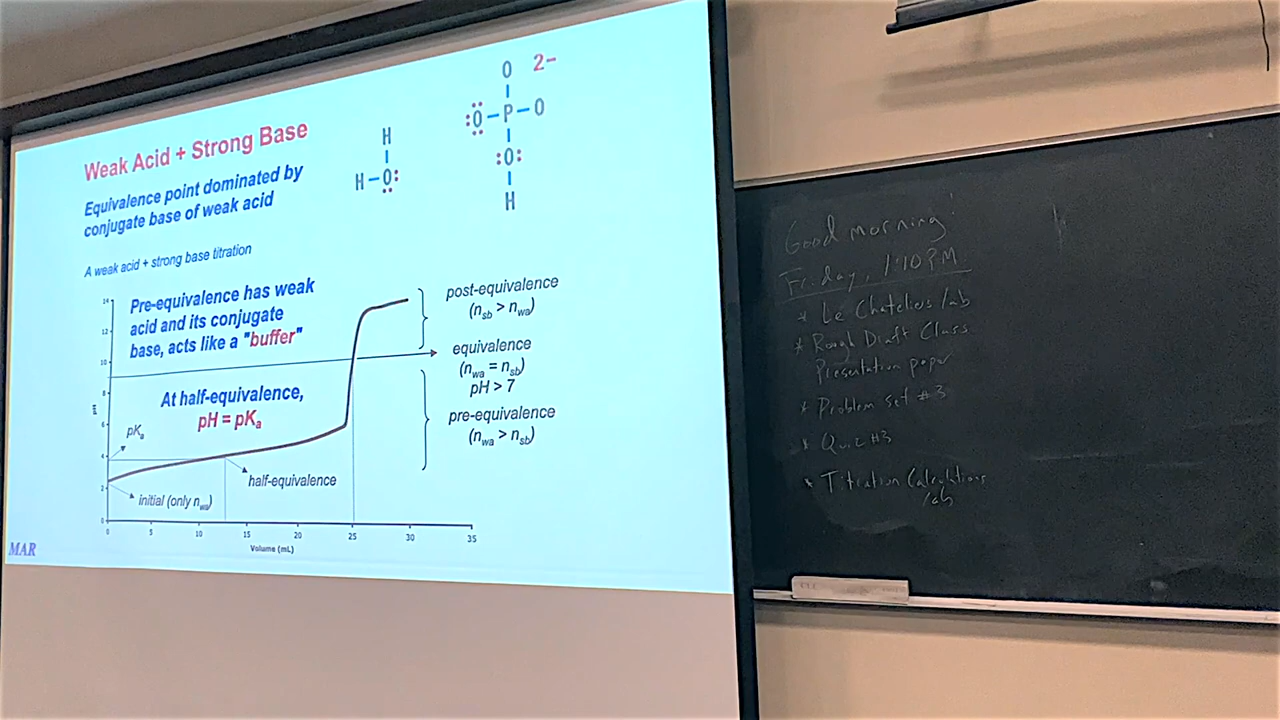 Weak Acid + Strong Base
Equivalence point dominated by
conjugate base of weak acid
A weak acid + strong base titration
H
H–O:
O 2–
:O–P–O
:O:
H
14
12
10
8
6
4
2
0
pH
Pre-equivalence has weak
acid and its conjugate
base, acts like a "buffer"
At half-equivalence,
pH = pKa
pKa
initial (only nwa)
half-equivalence
post-equivalence
(nsb > nwa)
equivalence
(nwa = nsb)
pH > 7
pre-equivalence
(nwa > nsb)
0 5 10 15 20 25 30 35
Volume (mL)
MAR
Good morning!
Friday, 1:10 PM
* Le Chateliers lab
* Rough Draft Class
Presentation paper
* Problem set #3
* Quiz #3
* Titration Calculations
lab